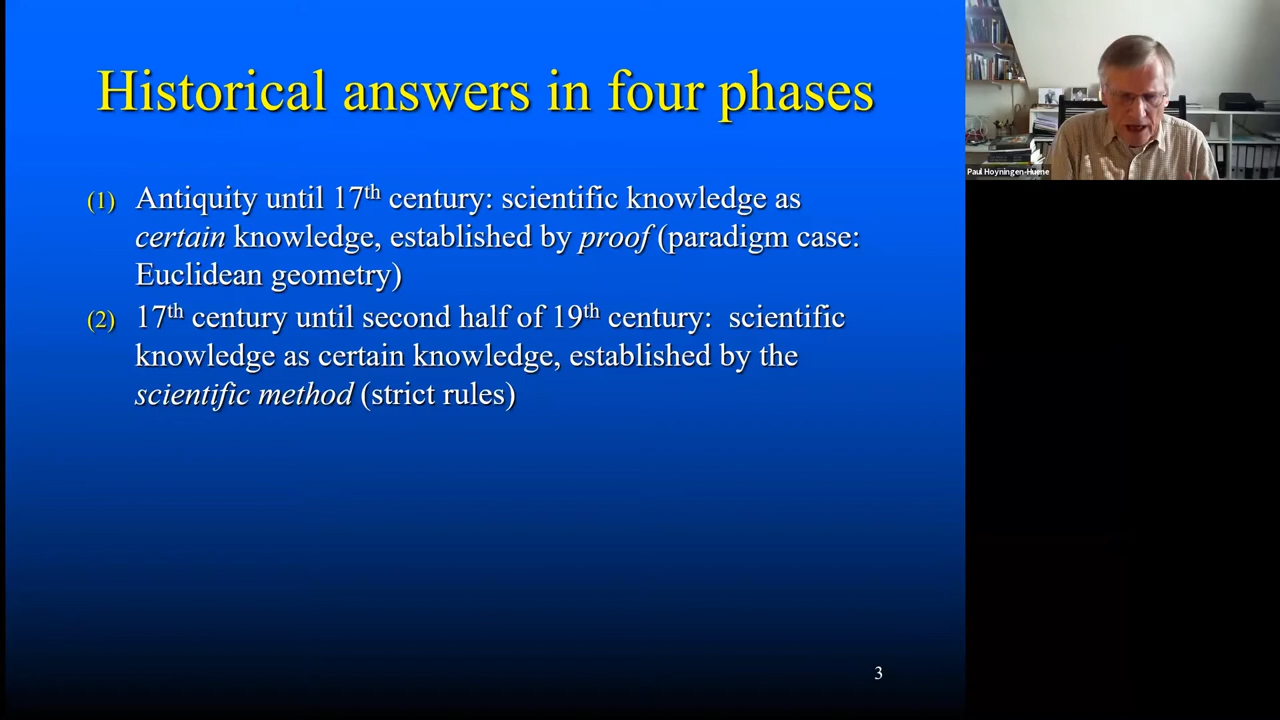 Historical answers in four phases
(1) Antiquity until 17th century: scientific knowledge as
certain knowledge, established by proof (paradigm case:
Euclidean geometry)
(2) 17th century until second half of 19th century: scientific
knowledge as certain knowledge, established by the
scientific method (strict rules)
3
Paul Hoyningen-Huene